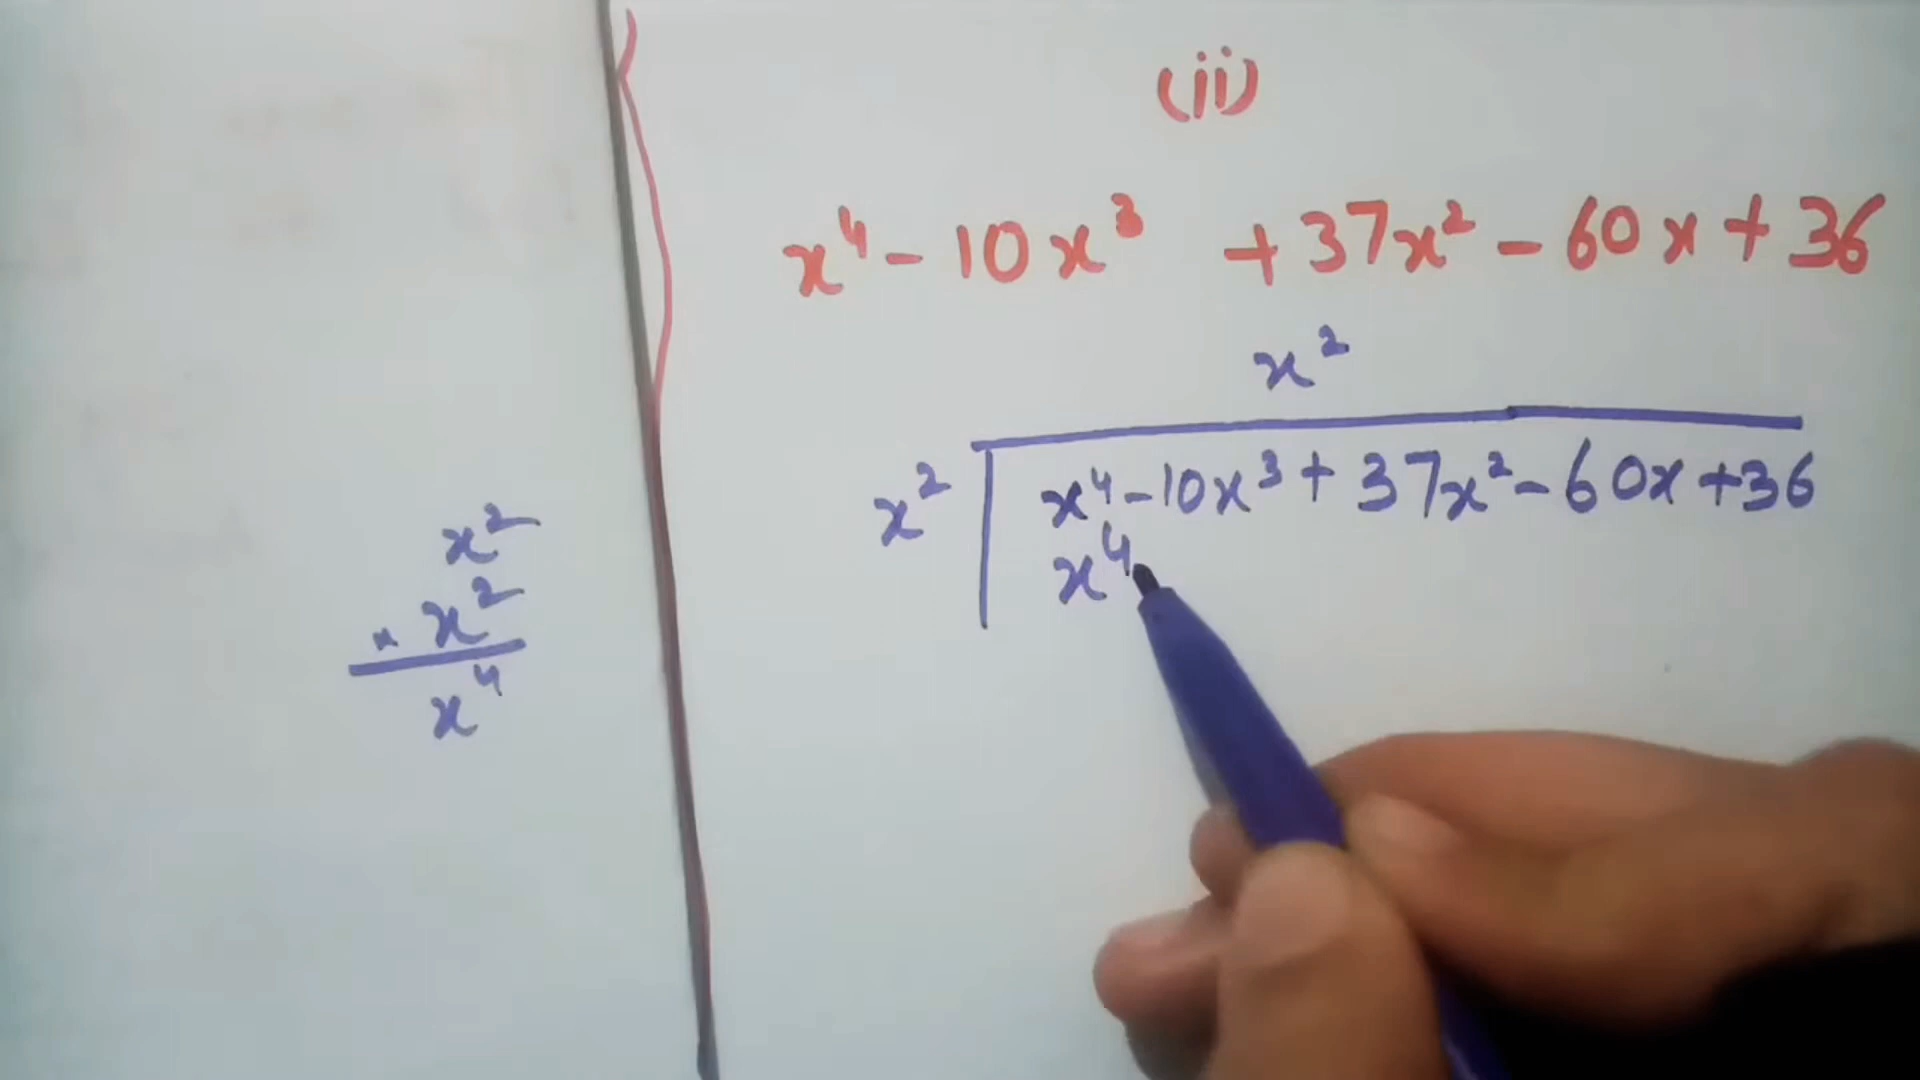 (ii)
x⁴ - 10x³ + 37x² - 60x + 36
x²
x² x⁴ - 10x³ + 37x² - 60x + 36
x⁴
x²
× x²
x⁴